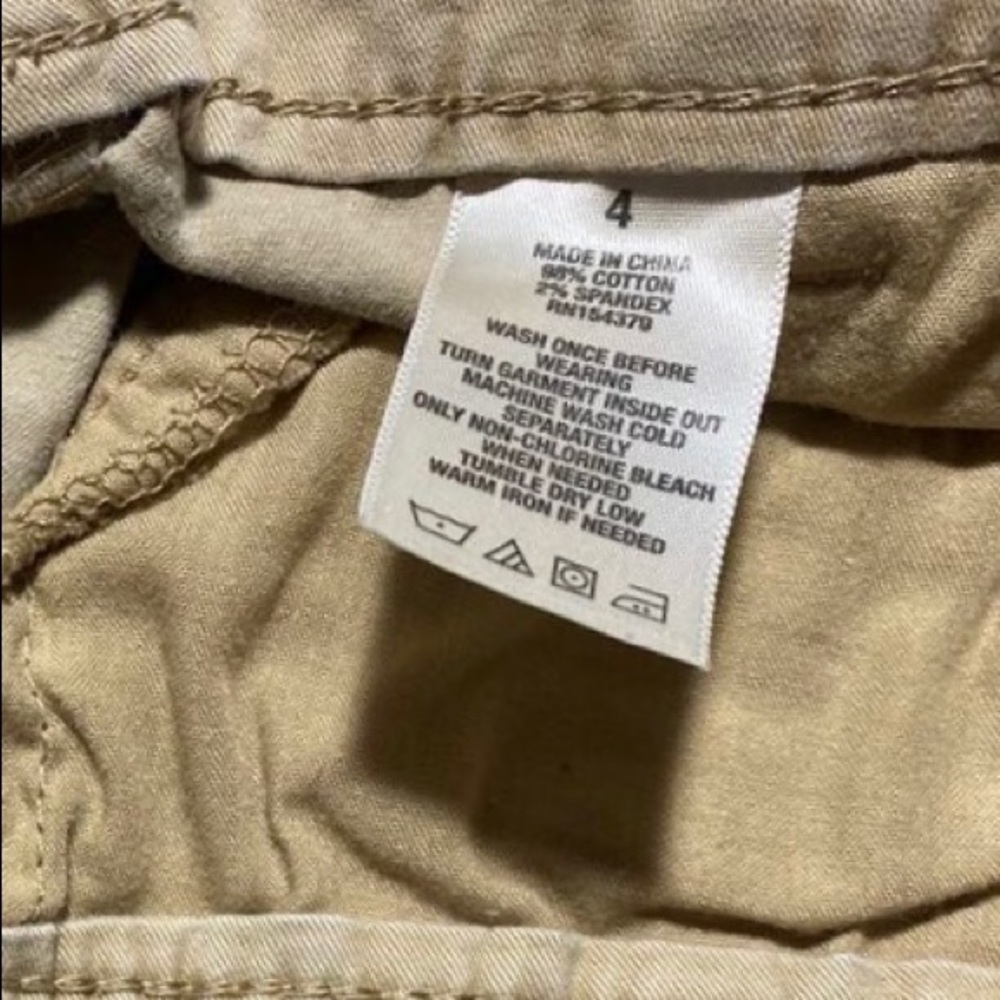 4
MADE IN CHINA
98% COTTON
2% SPANDEX
RN154379
WASH ONCE BEFORE
WEARING
TURN GARMENT INSIDE OUT
MACHINE WASH COLD
SEPARATELY
ONLY NON-CHLORINE BLEACH
WHEN NEEDED
TUMBLE DRY LOW
WARM IRON IF NEEDED